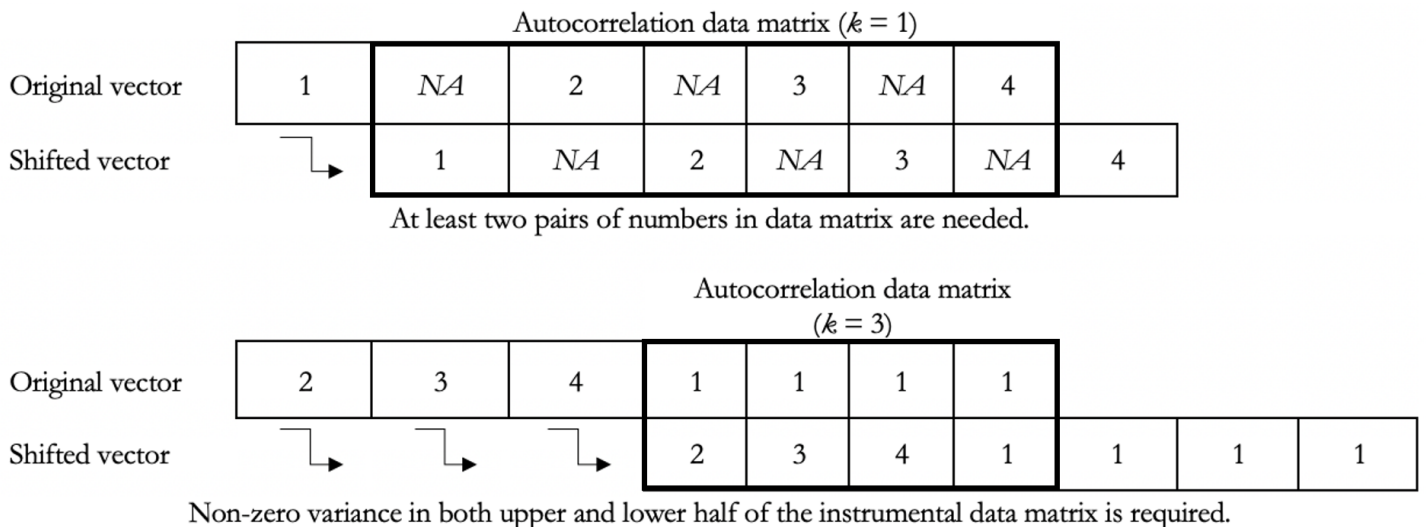 Autocorrelation data matrix (k = 1)
Original vector 1 NA 2 NA 3 NA 4
Shifted vector 1 NA 2 NA 3 NA 4
At least two pairs of numbers in data matrix are needed.
Autocorrelation data matrix
(k = 3)
Original vector 2 3 4 1 1 1 1
Shifted vector 2 3 4 1 1 1 1
Non-zero variance in both upper and lower half of the instrumental data matrix is required.